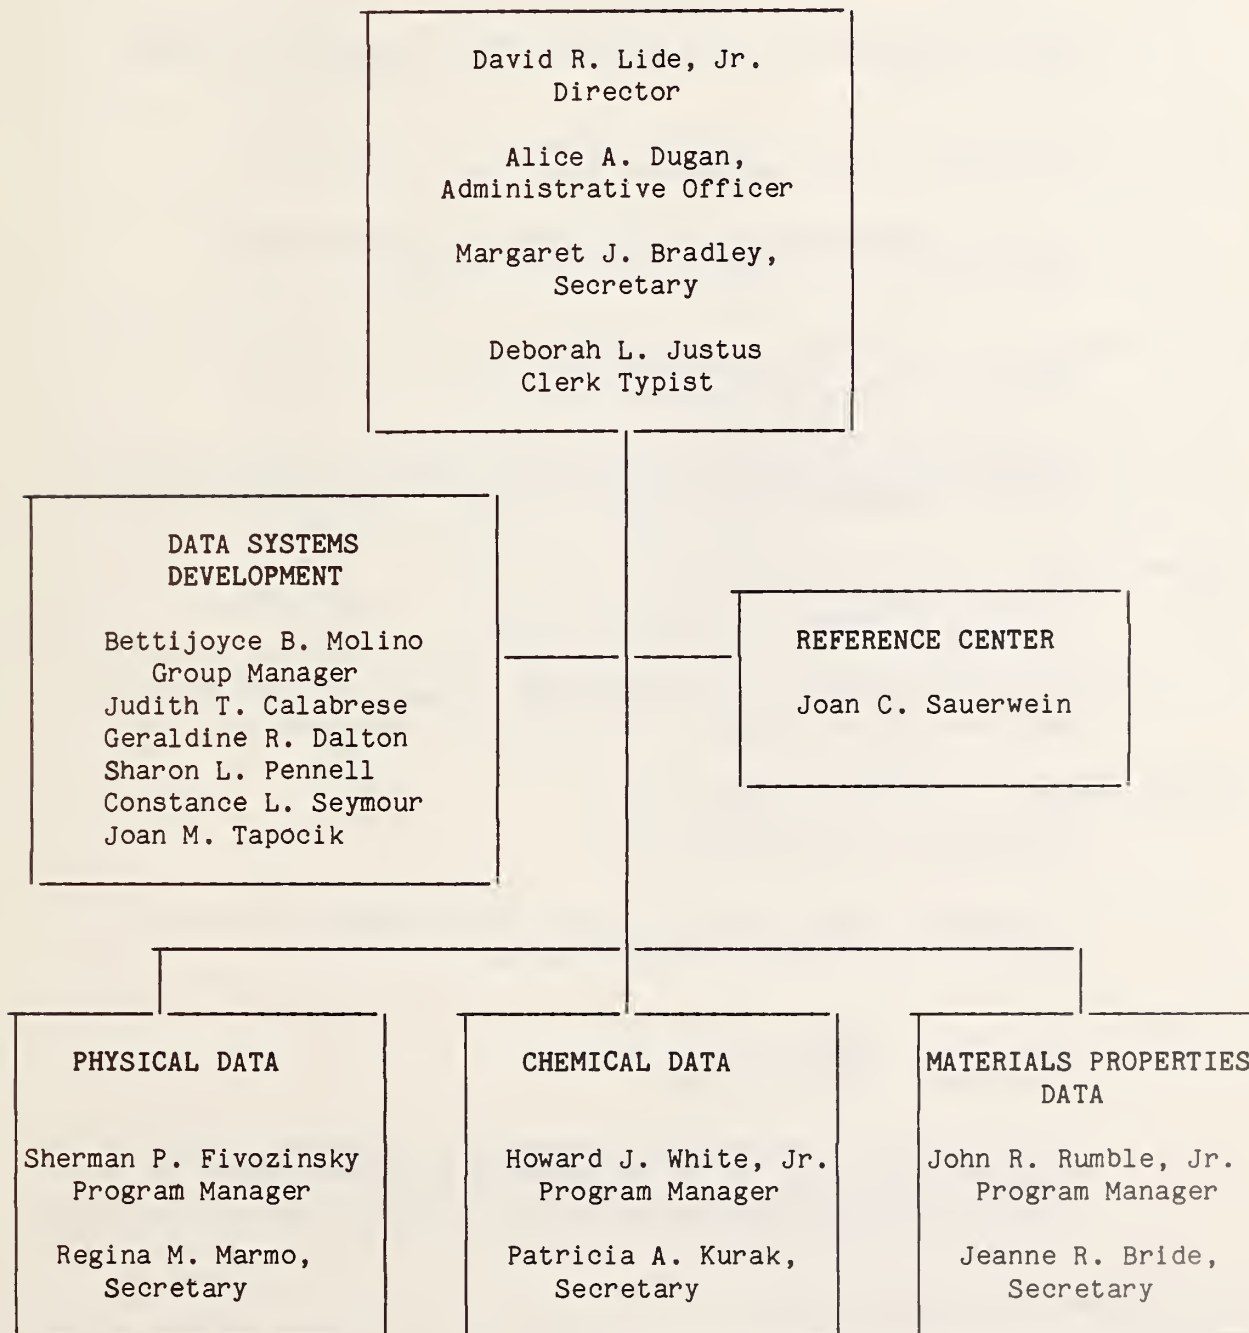 David R. Lide, Jr.
Director
Alice A. Dugan,
Administrative Officer
Margaret J. Bradley,
Secretary
Deborah L. Justus
Clerk Typist
DATA SYSTEMS
DEVELOPMENT
Bettijoyce B. Molino
Group Manager
Judith T. Calabrese
Geraldine R. Dalton
Sharon L. Pennell
Constance L. Seymour
Joan M. Tapocik
REFERENCE CENTER
Joan C. Sauerwein
PHYSICAL DATA
Sherman P. Fivozinsky
Program Manager
Regina M. Marmo,
Secretary
CHEMICAL DATA
Howard J. White, Jr.
Program Manager
Patricia A. Kurak,
Secretary
MATERIALS PROPERTIES
DATA
John R. Rumble, Jr.
Program Manager
Jeanne R. Bride,
Secretary